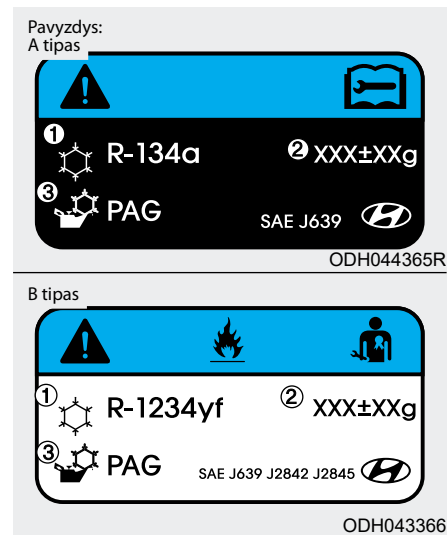 Pavyzdys:
A tipas
① R-134a ② XXX±XXg
③ PAG SAE J639
ODH044365R
B tipas
① R-1234yf ② XXX±XXg
③ PAG SAE J639 J2842 J2845
ODH043366